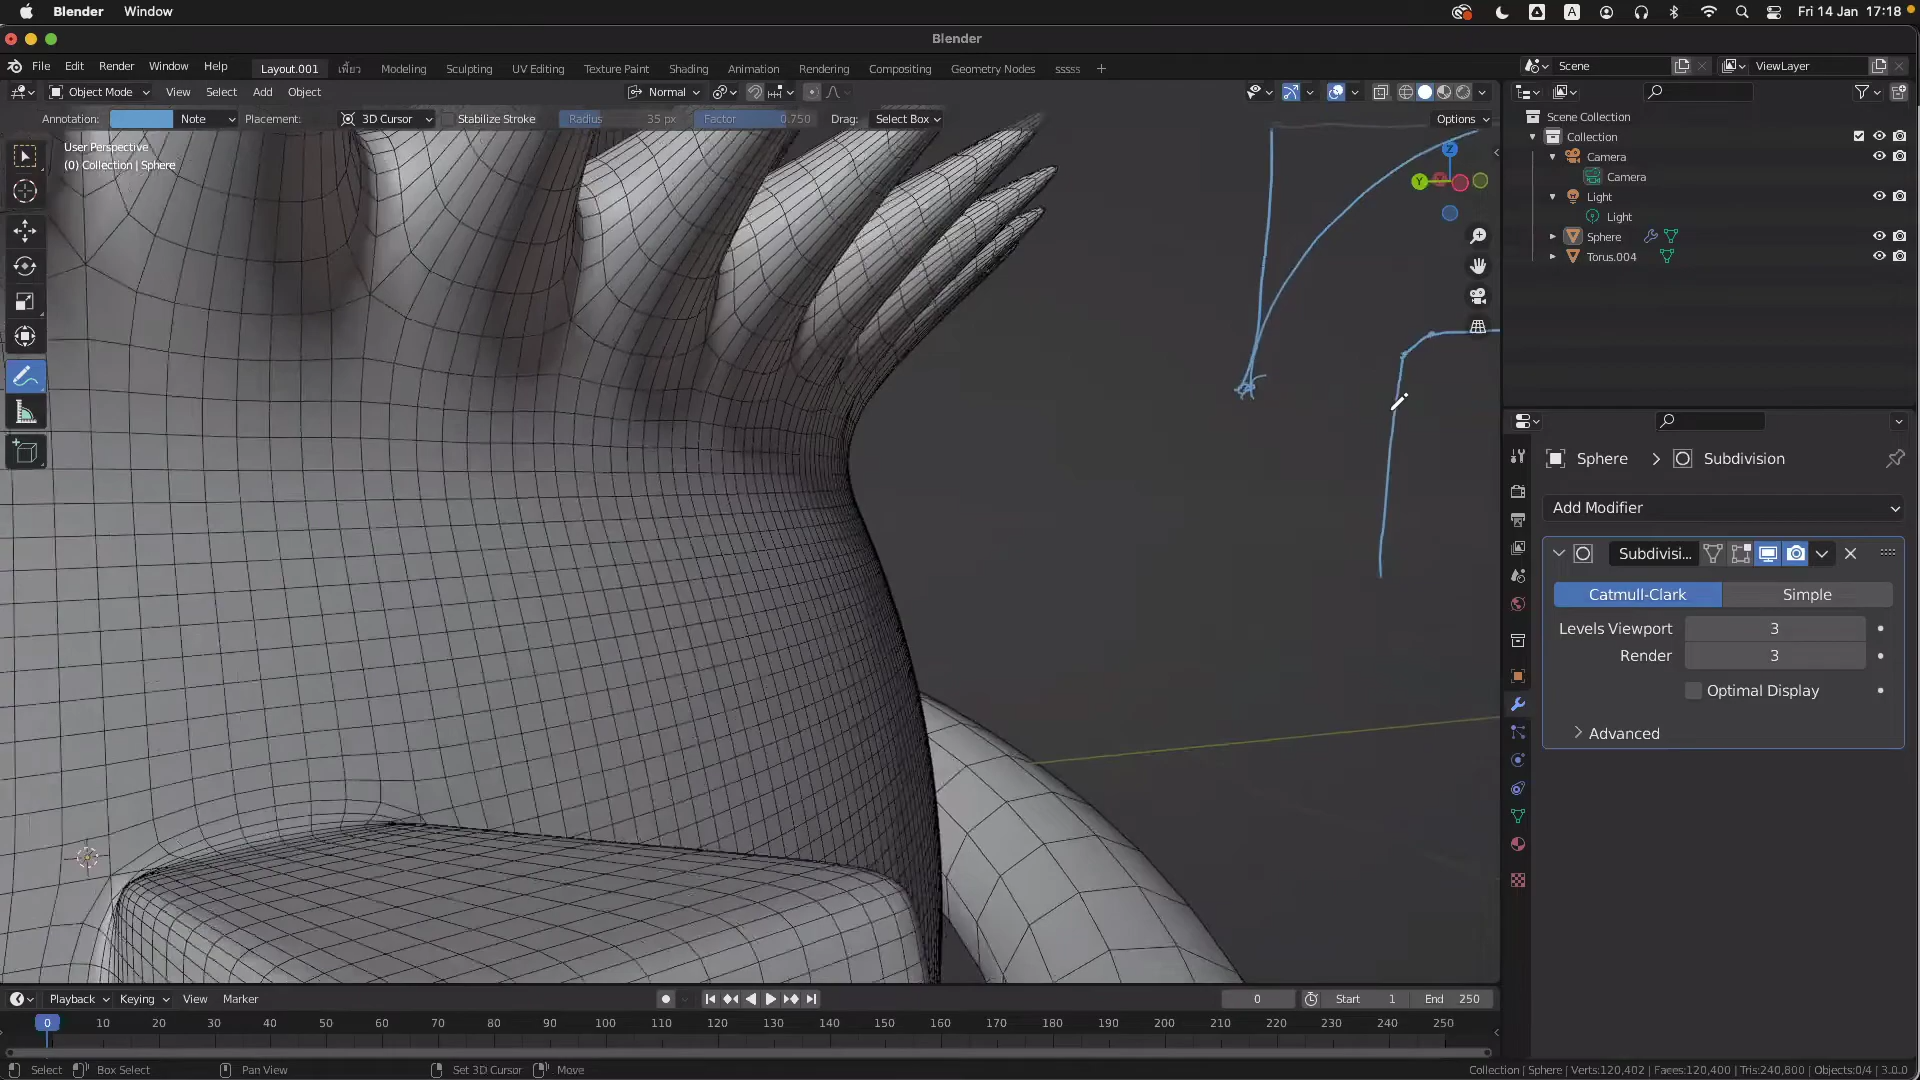 Blender Window Fri 14 Jan 17:18
Blender
File Edit Render Window Help Layout.001 เพี้ยว Modeling Sculpting UV Editing Texture Paint Shading Animation Rendering Compositing Geometry Nodes sssss Scene ViewLayer
Object Mode View Select Add Object Normal
Annotation: Note Placement: 3D Cursor Stabilize Stroke Radius 35 px Factor 0.750 Drag: Select Box Options
User Perspective
(0) Collection | Sphere
Z
Y
X
Scene Collection
Collection
Camera
Camera
Light
Light
Sphere
Torus.004
Sphere Subdivision
Add Modifier
Subdivisi...
Catmull-Clark Simple
Levels Viewport 3
Render 3
Optimal Display
Advanced
Playback Keying View Marker 0 Start 1 End 250
0 10 20 30 40 50 60 70 80 90 100 110 120 130 140 150 160 170 180 190 200 210 220 230 240 250
Select Box Select Pan View Set 3D Cursor Move Collection | Sphere | Verts:120,402 | Faces:120,400 | Tris:240,800 | Objects:0/4 | 3.0.0